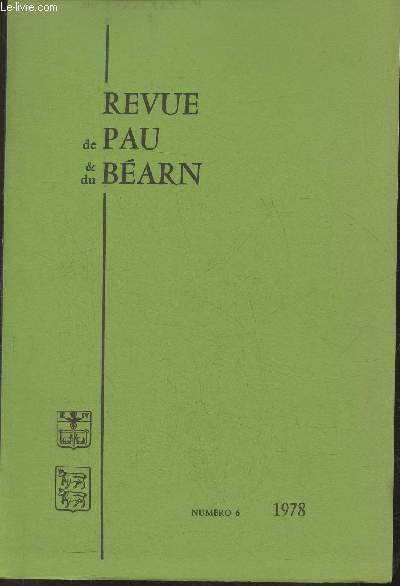 Le-livre.com
REVUE
de PAU
& du BÉARN
NUMÉRO 6 1978